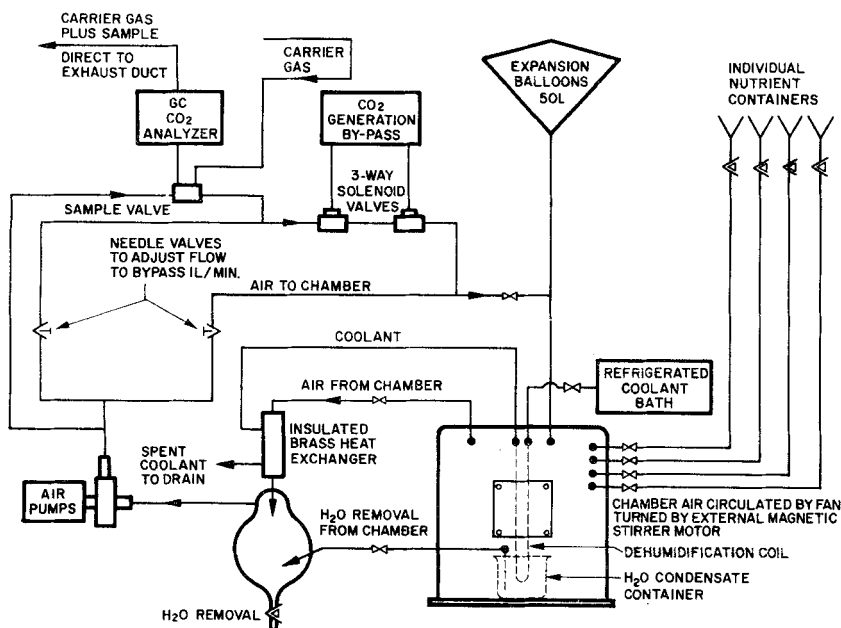 CARRIER GAS
PLUS SAMPLE
DIRECT TO
EXHAUST DUCT
CARRIER
GAS
GC
CO2
ANALYZER
CO2
GENERATION
BY-PASS
EXPANSION
BALLOONS
50L
INDIVIDUAL
NUTRIENT
CONTAINERS
3-WAY
SOLENOID
VALVES
SAMPLE VALVE
NEEDLE VALVES
TO ADJUST FLOW
TO BYPASS 1L/MIN.
AIR TO CHAMBER
COOLANT
REFRIGERATED
COOLANT
BATH
AIR FROM CHAMBER
INSULATED
BRASS HEAT
EXCHANGER
SPENT
COOLANT
TO DRAIN
AIR
PUMPS
H2O REMOVAL
FROM CHAMBER
CHAMBER AIR CIRCULATED BY FAN
TURNED BY EXTERNAL MAGNETIC
STIRRER MOTOR
DEHUMIDIFICATION COIL
H2O CONDENSATE
CONTAINER
H2O REMOVAL